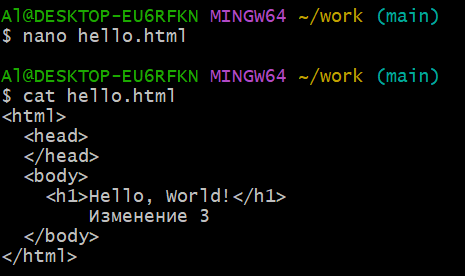 Al@DESKTOP-EU6RFKN MINGW64 ~/work (main)
$ nano hello.html

Al@DESKTOP-EU6RFKN MINGW64 ~/work (main)
$ cat hello.html
<html>
  <head>
  </head>
  <body>
    <h1>Hello, World!</h1>
        Изменение 3
  </body>
</html>